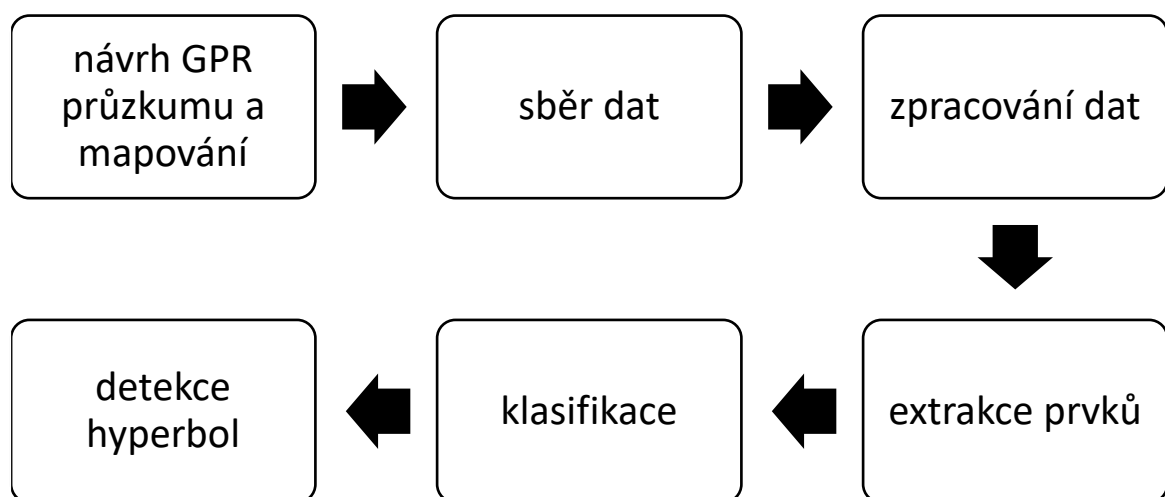 návrh GPR
průzkumu a
mapování
sběr dat
zpracování dat
extrakce prvků
klasifikace
detekce
hyperbol